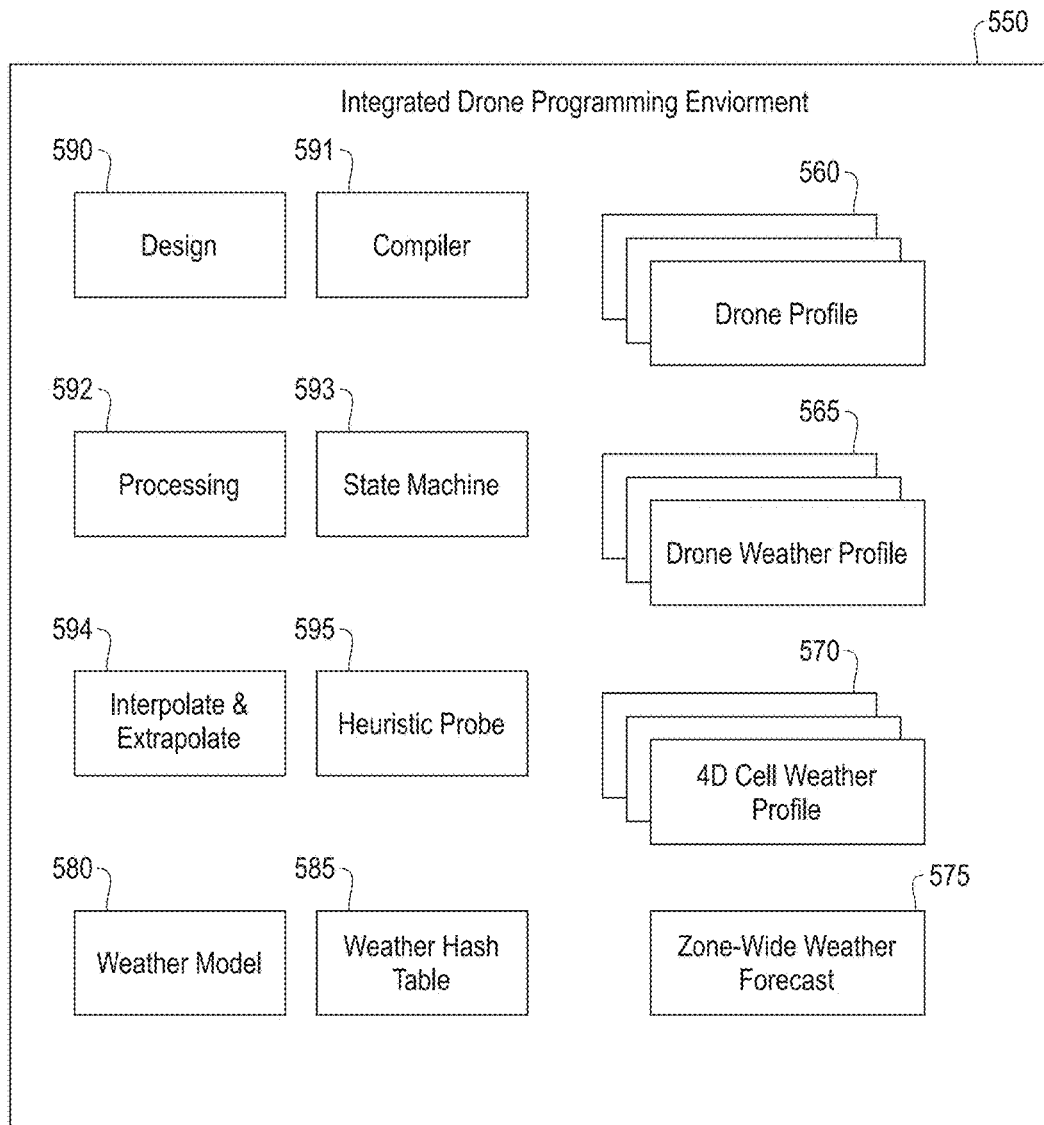 550
Integrated Drone Programming Enviorment
590
591
Design
Compiler
560
Drone Profile
592
593
Processing
State Machine
565
Drone Weather Profile
594
595
Interpolate &
Extrapolate
Heuristic Probe
570
4D Cell Weather
Profile
580
585
575
Weather Model
Weather Hash
Table
Zone-Wide Weather
Forecast